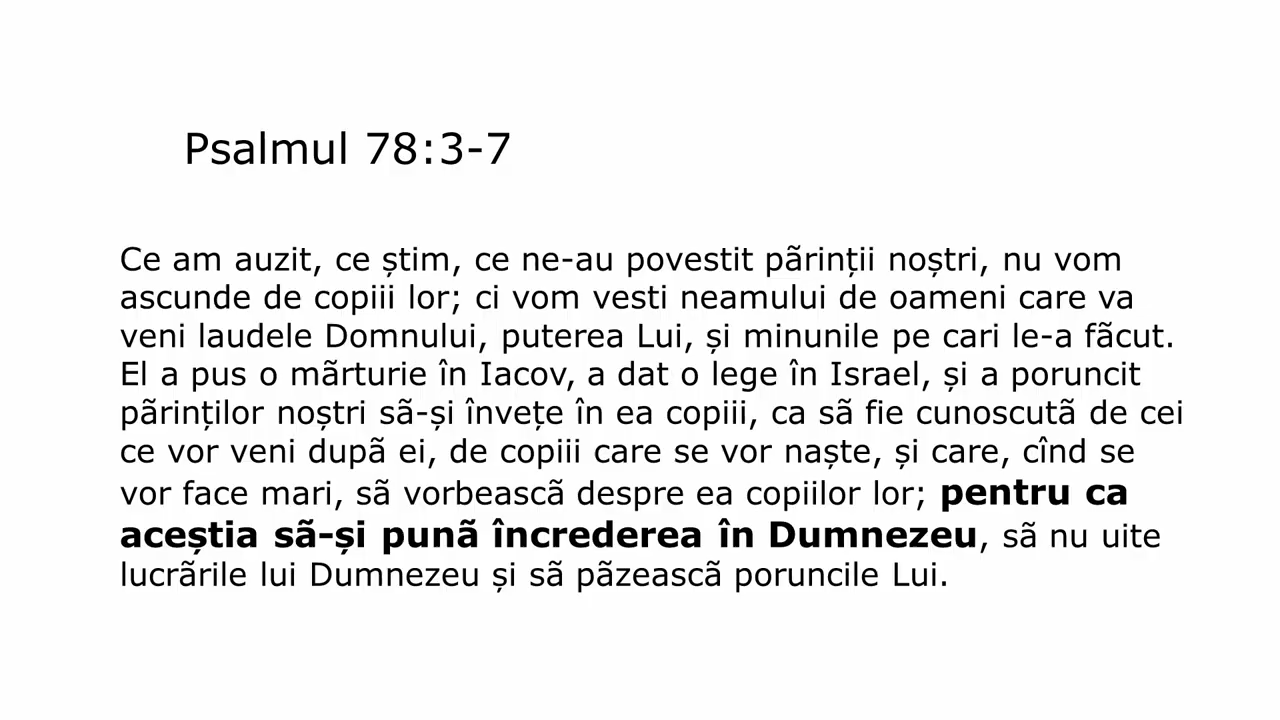 Psalmul 78:3-7
Ce am auzit, ce știm, ce ne-au povestit pãrinții noștri, nu vom
ascunde de copiii lor; ci vom vesti neamului de oameni care va
veni laudele Domnului, puterea Lui, și minunile pe cari le-a fãcut.
El a pus o mãrturie în Iacov, a dat o lege în Israel, și a poruncit
pãrinților noștri sã-și învețe în ea copiii, ca sã fie cunoscutã de cei
ce vor veni dupã ei, de copiii care se vor naște, și care, cînd se
vor face mari, sã vorbeascã despre ea copiilor lor; pentru ca
aceștia sã-și punã încrederea în Dumnezeu, sã nu uite
lucrãrile lui Dumnezeu și sã pãzeascã poruncile Lui.